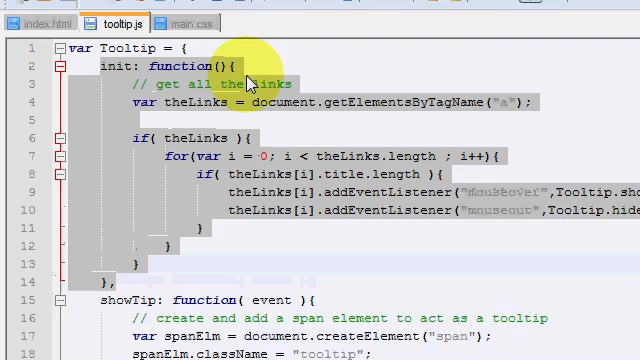 index.html tooltip.js main.css
1 var Tooltip = {
2 init: function(){
3 // get all the links
4 var theLinks = document.getElementsByTagName("a");
5
6 if( theLinks ){
7 for(var i = 0; i < theLinks.length ; i++){
8 if( theLinks[i].title.length ){
9 theLinks[i].addEventListener("mouseover",Tooltip.sho
10 theLinks[i].addEventListener("mouseout",Tooltip.hide
11 }
12 }
13 }
14 },
15 showTip: function( event ){
16 // create and add a span element to act as a tooltip
17 var spanElm = document.createElement("span");
18 spanElm.className = "tooltip";